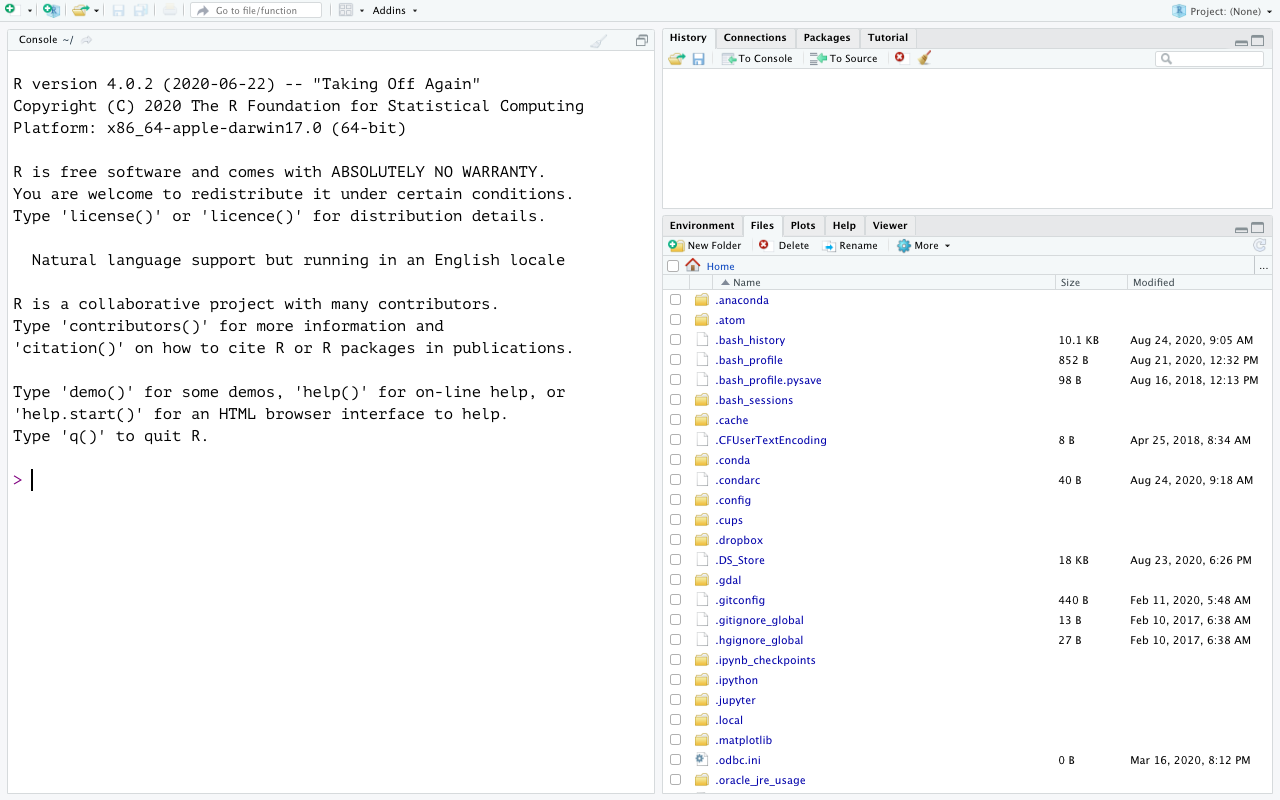 Go to file/function
Addins
Project: (None)
Console ~/
R version 4.0.2 (2020-06-22) -- "Taking Off Again"
Copyright (C) 2020 The R Foundation for Statistical Computing
Platform: x86_64-apple-darwin17.0 (64-bit)
R is free software and comes with ABSOLUTELY NO WARRANTY.
You are welcome to redistribute it under certain conditions.
Type 'license()' or 'licence()' for distribution details.
Natural language support but running in an English locale
R is a collaborative project with many contributors.
Type 'contributors()' for more information and
'citation()' on how to cite R or R packages in publications.
Type 'demo()' for some demos, 'help()' for on-line help, or
'help.start()' for an HTML browser interface to help.
Type 'q()' to quit R.
>
History Connections Packages Tutorial
To Console To Source
Environment Files Plots Help Viewer
New Folder Delete Rename More
Home ...
Name Size Modified
.anaconda
.atom
.bash_history 10.1 KB Aug 24, 2020, 9:05 AM
.bash_profile 852 B Aug 21, 2020, 12:32 PM
.bash_profile.pysave 98 B Aug 16, 2018, 12:13 PM
.bash_sessions
.cache
.CFUserTextEncoding 8 B Apr 25, 2018, 8:34 AM
.conda
.condarc 40 B Aug 24, 2020, 9:18 AM
.config
.cups
.dropbox
.DS_Store 18 KB Aug 23, 2020, 6:26 PM
.gdal
.gitconfig 440 B Feb 11, 2020, 5:48 AM
.gitignore_global 13 B Feb 10, 2017, 6:38 AM
.hgignore_global 27 B Feb 10, 2017, 6:38 AM
.ipynb_checkpoints
.ipython
.jupyter
.local
.matplotlib
.odbc.ini 0 B Mar 16, 2020, 8:12 PM
.oracle_jre_usage